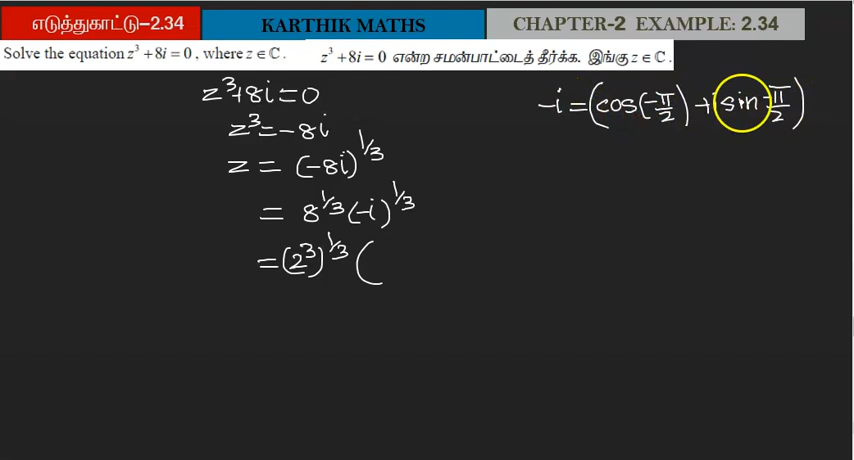 எடுத்துகாட்டு–2.34
KARTHIK MATHS
CHAPTER-2 EXAMPLE: 2.34
Solve the equation z³ + 8i = 0 , where z ∈ ℂ .
z³ + 8i = 0 என்ற சமன்பாட்டைத் தீர்க்க. இங்கு z ∈ ℂ .
z³+8i=0
z³=-8i
z = (-8i)^1/3
= 8^1/3 (-i)^1/3
= (2³)^1/3 (
-i = (cos(-π/2) + i sin -π/2)